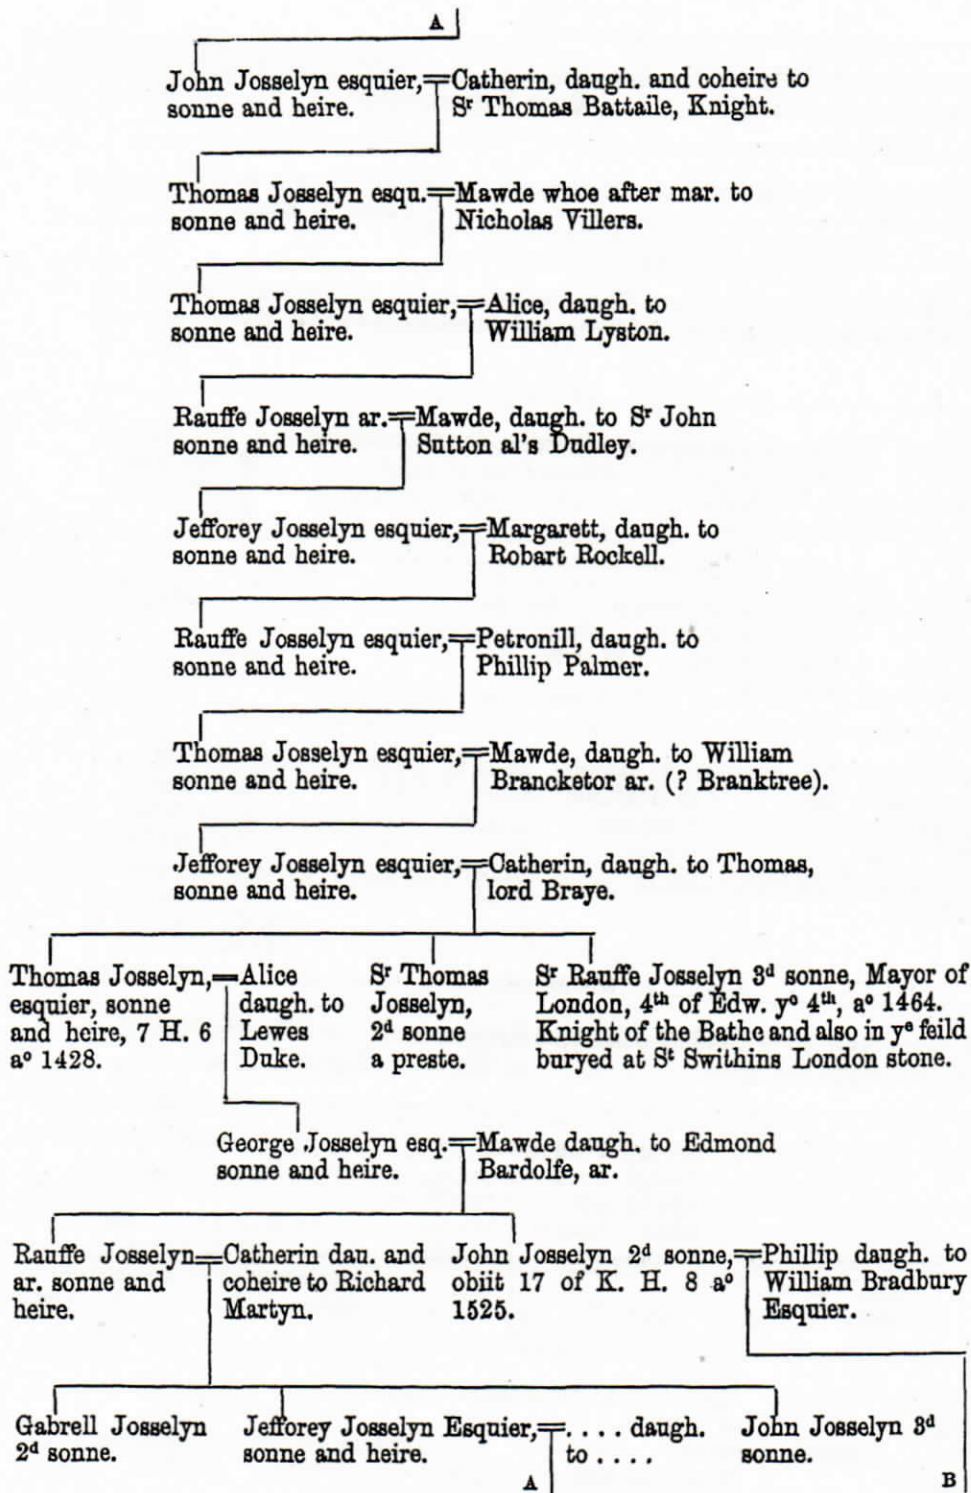 A
John Josselyn esquier,=Catherin, daugh. and coheire to
sonne and heire. Sʳ Thomas Battaile, Knight.
Thomas Josselyn esqu.=Mawde whoe after mar. to
sonne and heire. Nicholas Villers.
Thomas Josselyn esquier,=Alice, daugh. to
sonne and heire. William Lyston.
Rauffe Josselyn ar.=Mawde, daugh. to Sʳ John
sonne and heire. Sutton al's Dudley.
Jefforey Josselyn esquier,=Margarett, daugh. to
sonne and heire. Robart Rockell.
Rauffe Josselyn esquier,=Petronill, daugh. to
sonne and heire. Phillip Palmer.
Thomas Josselyn esquier,=Mawde, daugh. to William
sonne and heire. Brancketor ar. (? Branktree).
Jefforey Josselyn esquier,=Catherin, daugh. to Thomas,
sonne and heire. lord Braye.
Thomas Josselyn,=Alice
esquier, sonne daugh. to
and heire, 7 H. 6 Lewes
aº 1428. Duke.
Sʳ Thomas
Josselyn,
2ᵈ sonne
a preste.
Sʳ Rauffe Josselyn 3ᵈ sonne, Mayor of
London, 4ᵗʰ of Edw. yº 4ᵗʰ, aº 1464.
Knight of the Bathe and also in yᵉ feild
buryed at Sᵗ Swithins London stone.
George Josselyn esq.=Mawde daugh. to Edmond
sonne and heire. Bardolfe, ar.
Rauffe Josselyn=Catherin dau. and
ar. sonne and coheire to Richard
heire. Martyn.
John Josselyn 2ᵈ sonne,=Phillip daugh. to
obiit 17 of K. H. 8 aº William Bradbury
1525. Esquier.
Gabrell Josselyn
2ᵈ sonne.
Jefforey Josselyn Esquier,=.... daugh.
sonne and heire. to ....
John Josselyn 3ᵈ
sonne.
A
B